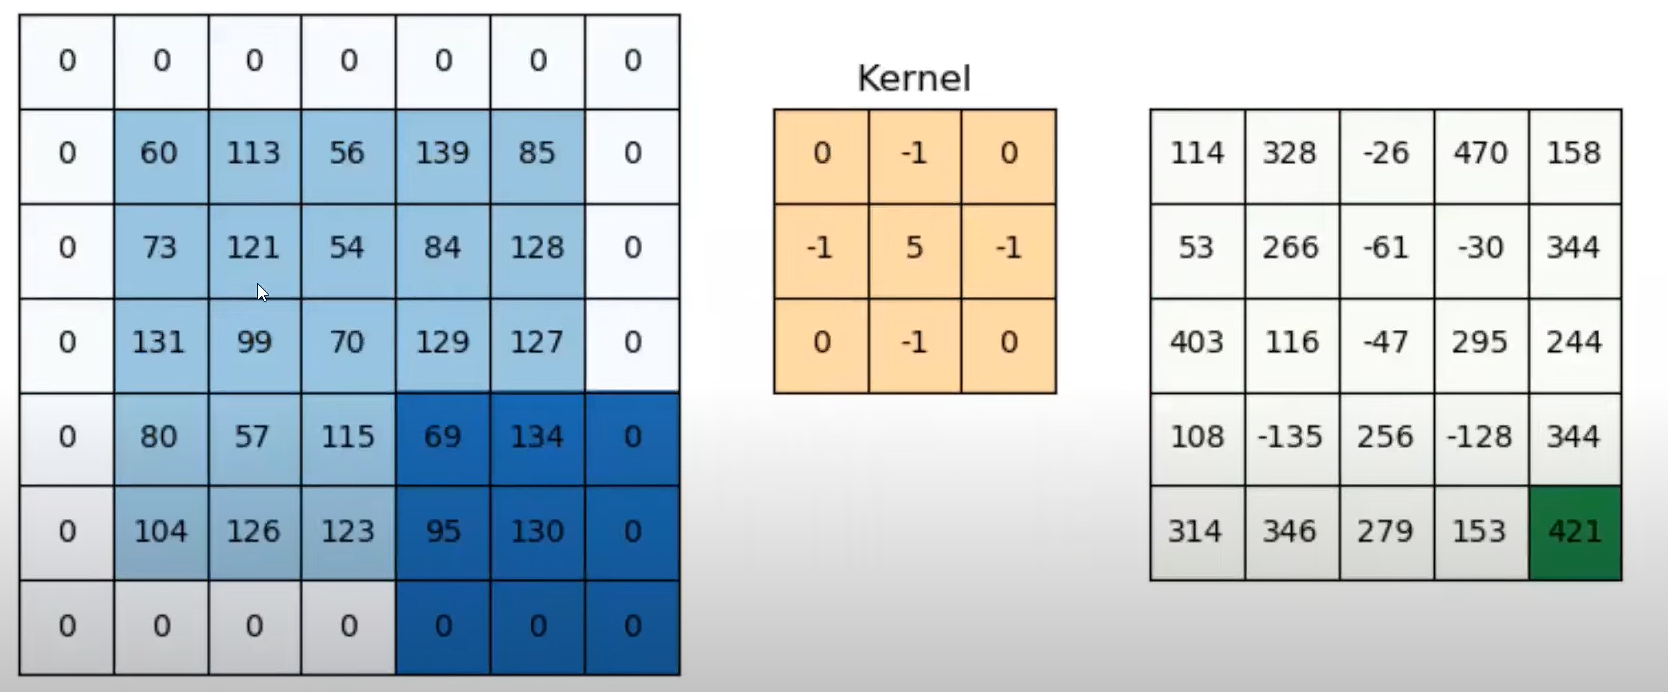 0 0 0 0 0 0 0
0 60 113 56 139 85 0
0 73 121 54 84 128 0
0 131 99 70 129 127 0
0 80 57 115 69 134 0
0 104 126 123 95 130 0
0 0 0 0 0 0 0
Kernel
0 -1 0
-1 5 -1
0 -1 0
114 328 -26 470 158
53 266 -61 -30 344
403 116 -47 295 244
108 -135 256 -128 344
314 346 279 153 421